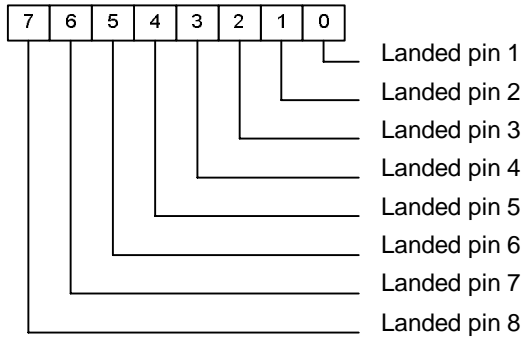 7 6 5 4 3 2 1 0
Landed pin 1
Landed pin 2
Landed pin 3
Landed pin 4
Landed pin 5
Landed pin 6
Landed pin 7
Landed pin 8